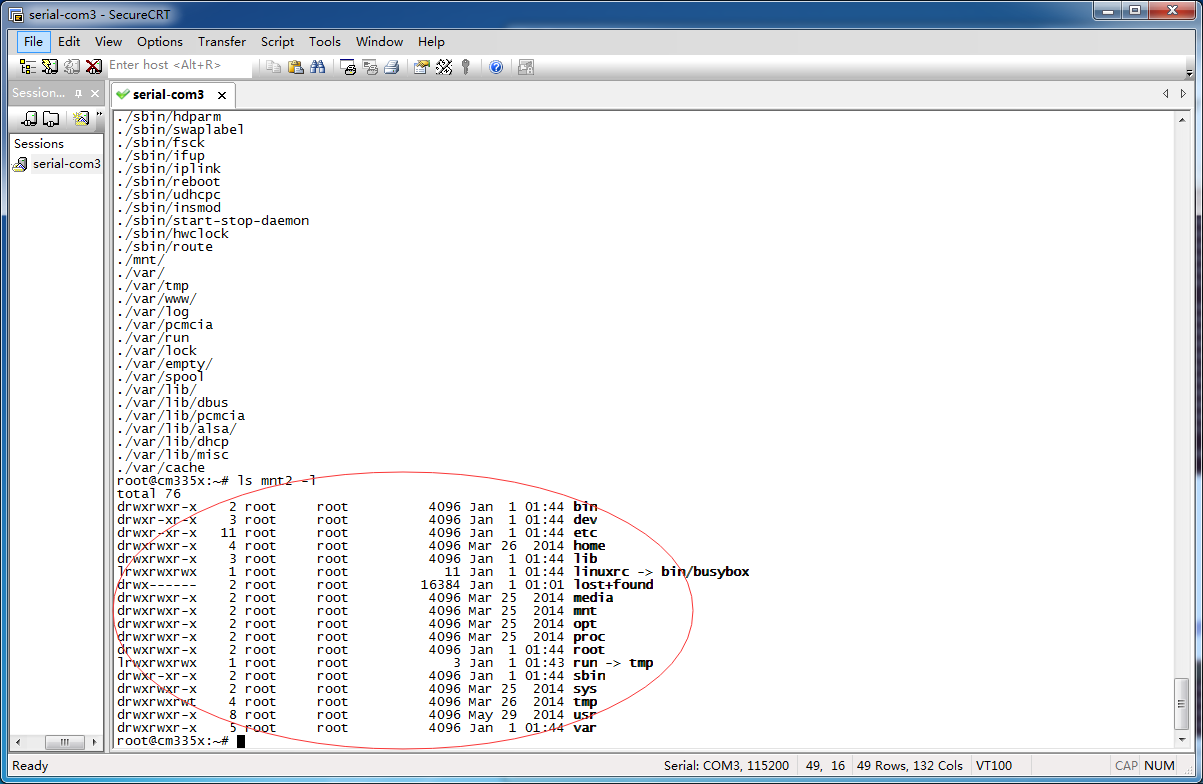 serial-com3 - SecureCRT
File Edit View Options Transfer Script Tools Window Help
Enter host <Alt+R>
Session...
serial-com3
Sessions
serial-com3
./sbin/hdparm
./sbin/swaplabel
./sbin/fsck
./sbin/ifup
./sbin/iplink
./sbin/reboot
./sbin/udhcpc
./sbin/insmod
./sbin/start-stop-daemon
./sbin/hwclock
./sbin/route
./mnt/
./var/
./var/tmp
./var/www/
./var/log
./var/pcmcia
./var/run
./var/lock
./var/empty/
./var/spool
./var/lib/
./var/lib/dbus
./var/lib/pcmcia
./var/lib/alsa/
./var/lib/dhcp
./var/lib/misc
./var/cache
root@cm335x:~# ls mnt2 -l
total 76
drwxrwxr-x 2 root root 4096 Jan 1 01:44 bin
drwxr-xr-x 3 root root 4096 Jan 1 01:44 dev
drwxr-xr-x 11 root root 4096 Jan 1 01:44 etc
drwxrwxr-x 4 root root 4096 Mar 26 2014 home
drwxrwxr-x 3 root root 4096 Jan 1 01:44 lib
lrwxrwxrwx 1 root root 11 Jan 1 01:44 linuxrc -> bin/busybox
drwx------ 2 root root 16384 Jan 1 01:01 lost+found
drwxrwxr-x 2 root root 4096 Mar 25 2014 media
drwxrwxr-x 2 root root 4096 Mar 25 2014 mnt
drwxrwxr-x 2 root root 4096 Mar 25 2014 opt
drwxrwxr-x 2 root root 4096 Mar 25 2014 proc
drwxrwxr-x 2 root root 4096 Jan 1 01:44 root
lrwxrwxrwx 1 root root 3 Jan 1 01:43 run -> tmp
drwxr-xr-x 2 root root 4096 Jan 1 01:44 sbin
drwxrwxr-x 2 root root 4096 Mar 25 2014 sys
drwxrwxrwt 4 root root 4096 Mar 26 2014 tmp
drwxrwxr-x 8 root root 4096 May 29 2014 usr
drwxrwxr-x 5 root root 4096 Jan 1 01:44 var
root@cm335x:~#
Ready Serial: COM3, 115200 49, 16 49 Rows, 132 Cols VT100 CAP NUM